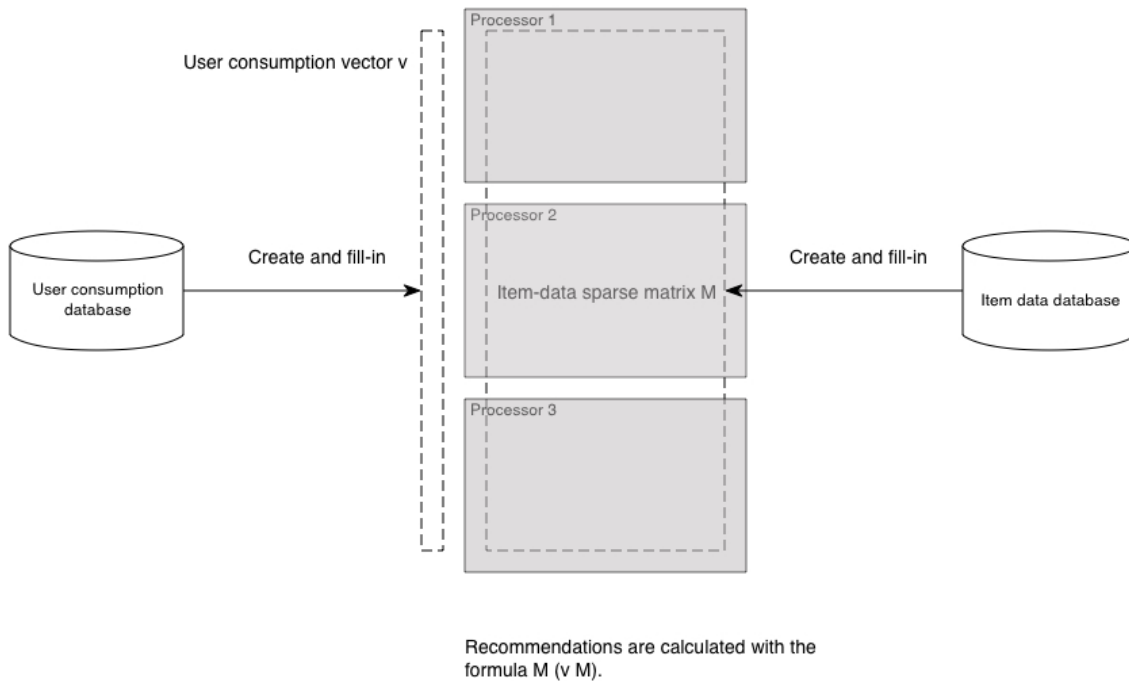 Processor 1
User consumption vector v
Processor 2
Create and fill-in
Create and fill-in
User consumption
database
Item-data sparse matrix M
Item data database
Processor 3
Recommendations are calculated with the
formula M (v M).